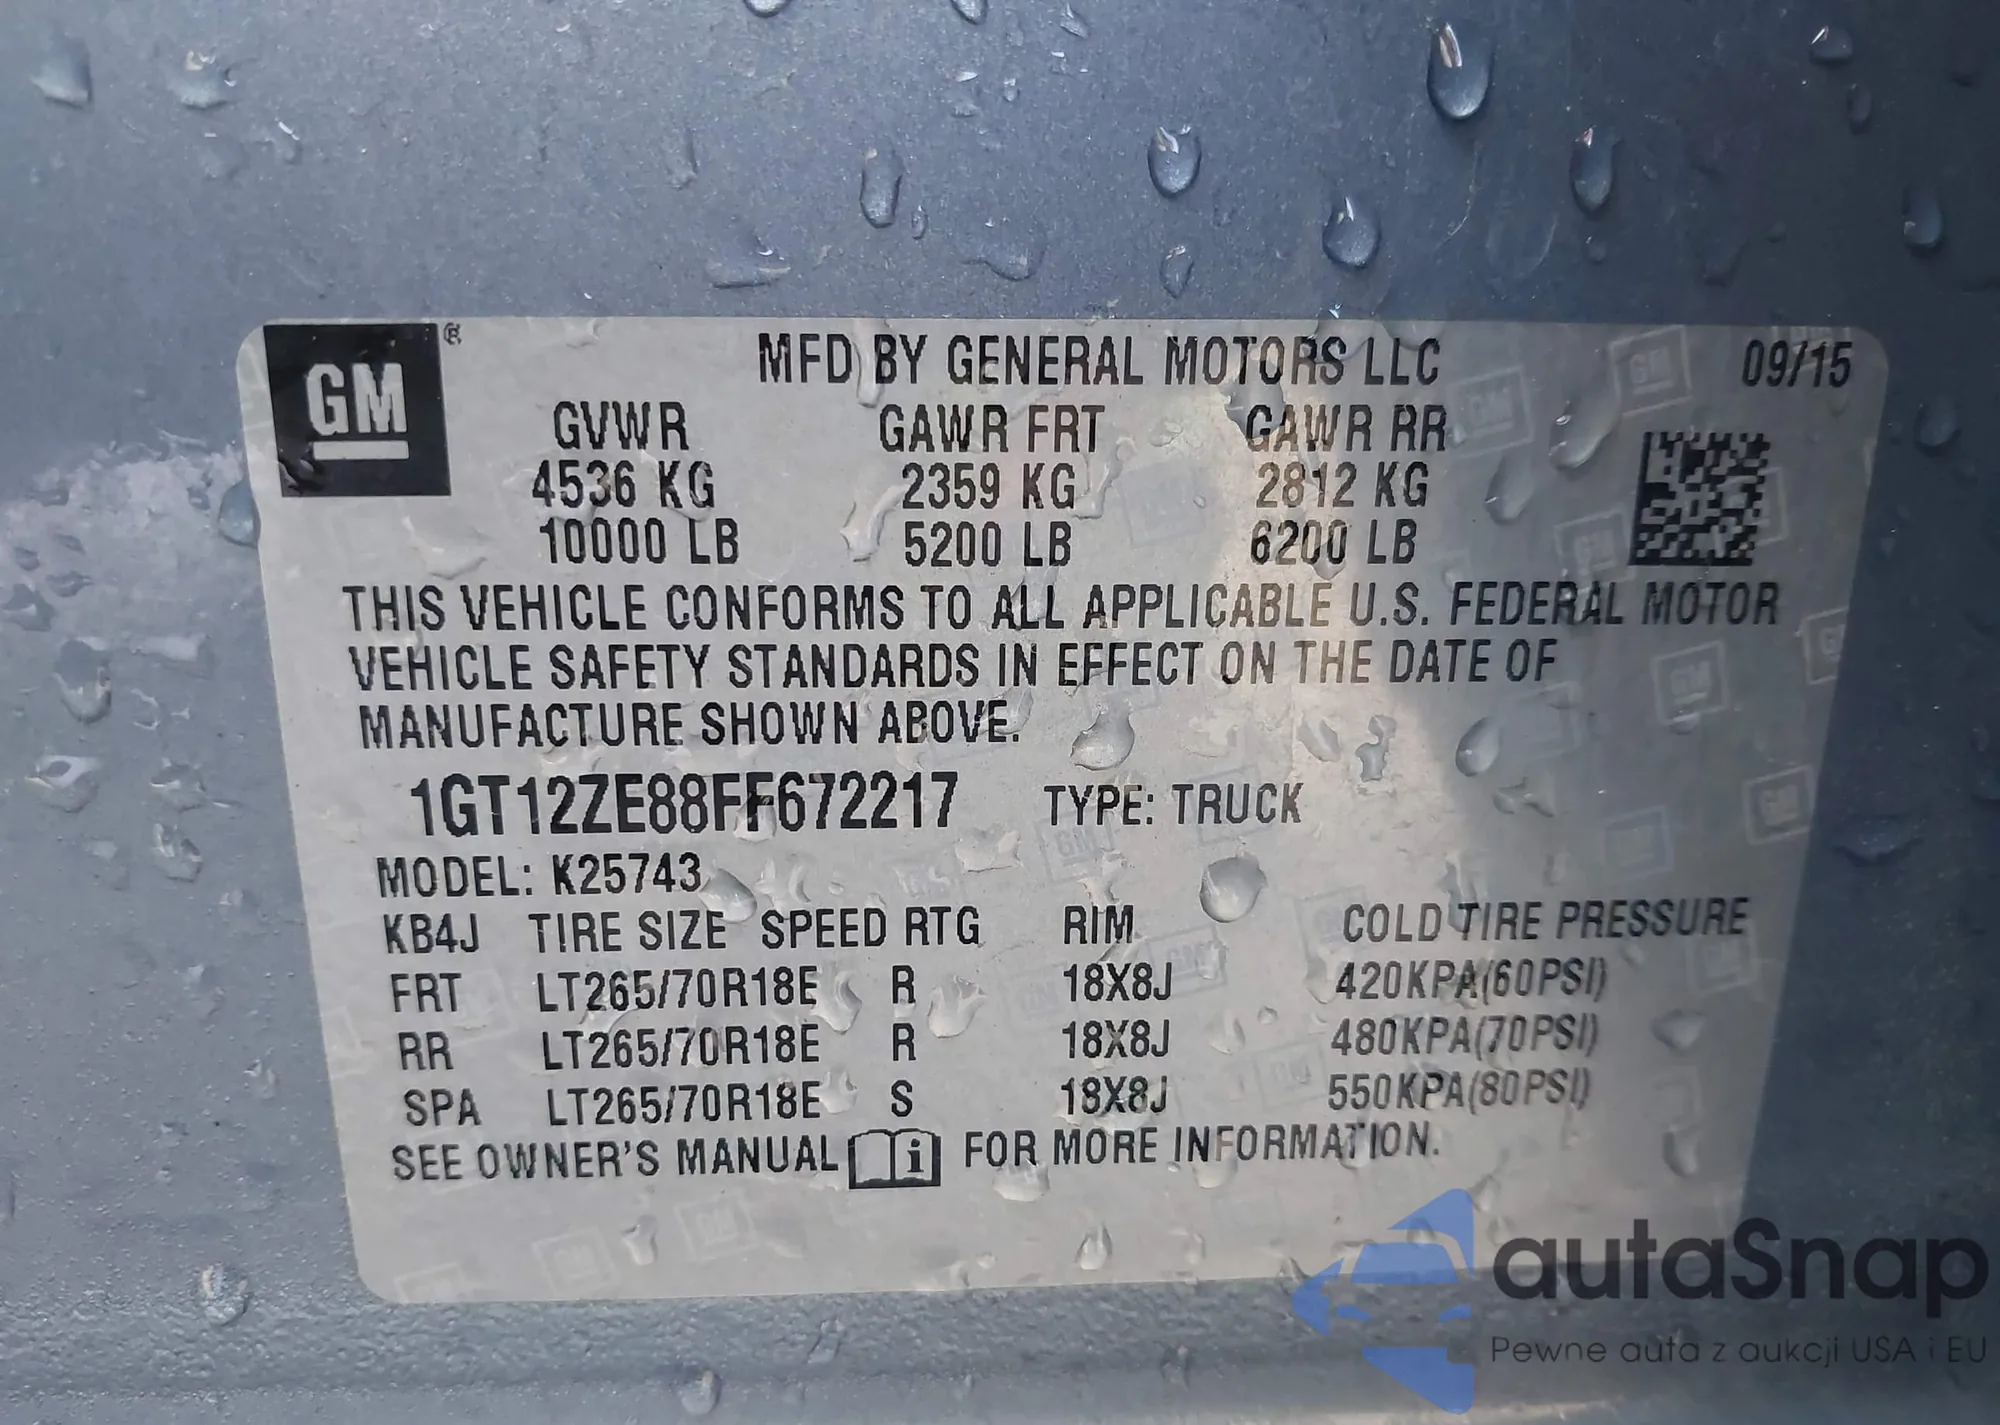 GM ®
MFD BY GENERAL MOTORS LLC 09/15
GVWR GAWR FRT GAWR RR
4536 KG 2359 KG 2812 KG
10000 LB 5200 LB 6200 LB
THIS VEHICLE CONFORMS TO ALL APPLICABLE U.S. FEDERAL MOTOR
VEHICLE SAFETY STANDARDS IN EFFECT ON THE DATE OF
MANUFACTURE SHOWN ABOVE.
1GT12ZE88FF672217 TYPE: TRUCK
MODEL: K25743
KB4J TIRE SIZE SPEED RTG RIM COLD TIRE PRESSURE
FRT LT265/70R18E R 18X8J 420KPA(60PSI)
RR LT265/70R18E R 18X8J 480KPA(70PSI)
SPA LT265/70R18E S 18X8J 550KPA(80PSI)
SEE OWNER'S MANUAL i FOR MORE INFORMATION.
autaSnap
Pewne auta z aukcji USA i EU